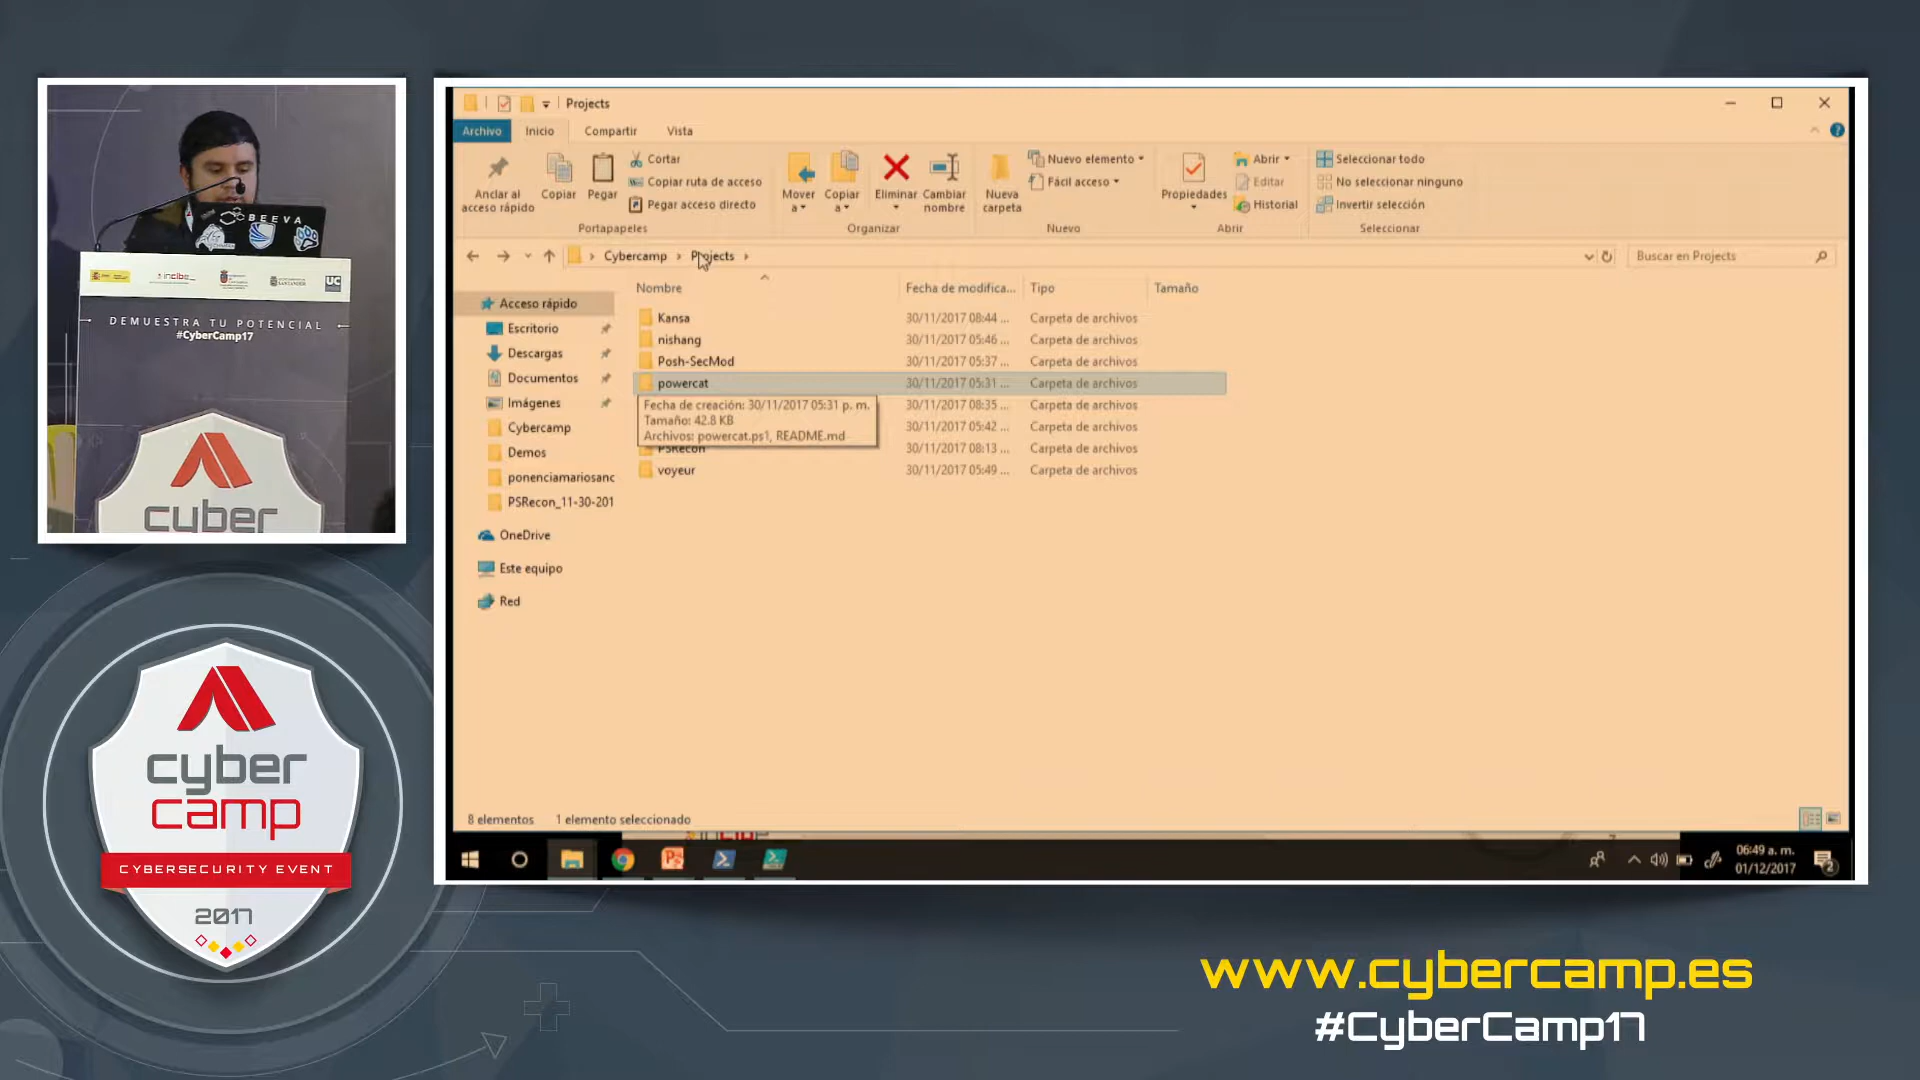 BEEVA
DEMUESTRA TU POTENCIAL
#CyberCamp17
cyber
cyber
camp
CYBERSECURITY EVENT
2017
Projects
Archivo Inicio Compartir Vista
Anclar al acceso rápido
Copiar
Pegar
Cortar
Copiar ruta de acceso
Pegar acceso directo
Portapapeles
Mover a
Copiar a
Eliminar
Cambiar nombre
Organizar
Nueva carpeta
Nuevo elemento
Fácil acceso
Nuevo
Propiedades
Abrir
Editar
Historial
Abrir
Seleccionar todo
No seleccionar ninguno
Invertir selección
Seleccionar
Cybercamp > Projects >
Buscar en Projects
Acceso rápido
Escritorio
Descargas
Documentos
Imágenes
Cybercamp
Demos
ponenciamariosanc
PSRecon_11-30-201
OneDrive
Este equipo
Red
Nombre Fecha de modifica... Tipo Tamaño
Kansa 30/11/2017 08:44 ... Carpeta de archivos
nishang 30/11/2017 05:46 ... Carpeta de archivos
Posh-SecMod 30/11/2017 05:37 ... Carpeta de archivos
powercat 30/11/2017 05:31 ... Carpeta de archivos
30/11/2017 08:35 ... Carpeta de archivos
30/11/2017 05:42 ... Carpeta de archivos
PSRecon 30/11/2017 08:13 ... Carpeta de archivos
voyeur 30/11/2017 05:49 ... Carpeta de archivos
Fecha de creación: 30/11/2017 05:31 p. m.
Tamaño: 42.8 KB
Archivos: powercat.ps1, README.md
8 elementos 1 elemento seleccionado
06:49 a. m.
01/12/2017
2
www.cybercamp.es
#CyberCamp17